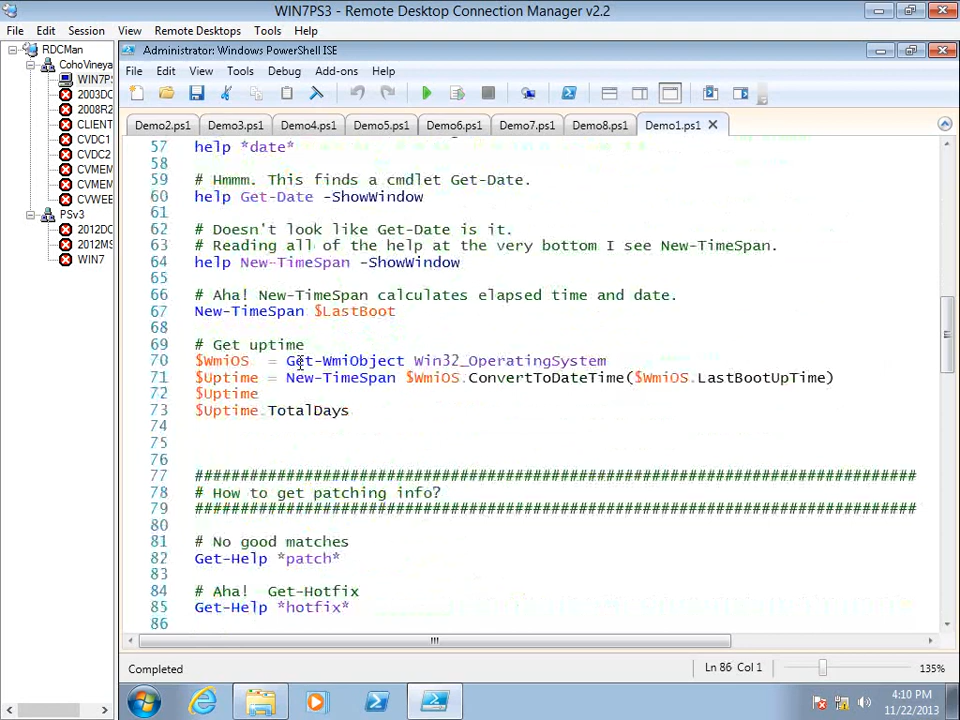 WIN7PS3 - Remote Desktop Connection Manager v2.2
File Edit Session View Remote Desktops Tools Help
RDCMan
CohoVineya
WIN7PS
2003DC
2008R2
CLIENT
CVDC1
CVDC2
CVMEM
CVMEM
CVWEB
PSv3
2012DC
2012MS
WIN7
Administrator: Windows PowerShell ISE
File Edit View Tools Debug Add-ons Help
Demo2.ps1 Demo3.ps1 Demo4.ps1 Demo5.ps1 Demo6.ps1 Demo7.ps1 Demo8.ps1 Demo1.ps1
57 help *date*
58
59 # Hmmm. This finds a cmdlet Get-Date.
60 help Get-Date -ShowWindow
61
62 # Doesn't look like Get-Date is it.
63 # Reading all of the help at the very bottom I see New-TimeSpan.
64 help New-TimeSpan -ShowWindow
65
66 # Aha! New-TimeSpan calculates elapsed time and date.
67 New-TimeSpan $LastBoot
68
69 # Get uptime
70 $WmiOS = Get-WmiObject Win32_OperatingSystem
71 $Uptime = New-TimeSpan $WmiOS.ConvertToDateTime($WmiOS.LastBootUpTime)
72 $Uptime
73 $Uptime.TotalDays
74
75
76
77 ###############################################################################
78 # How to get patching info?
79 ###############################################################################
80
81 # No good matches
82 Get-Help *patch*
83
84 # Aha! Get-Hotfix
85 Get-Help *hotfix*
86
Completed
Ln 86 Col 1
135%
4:10 PM
11/22/2013